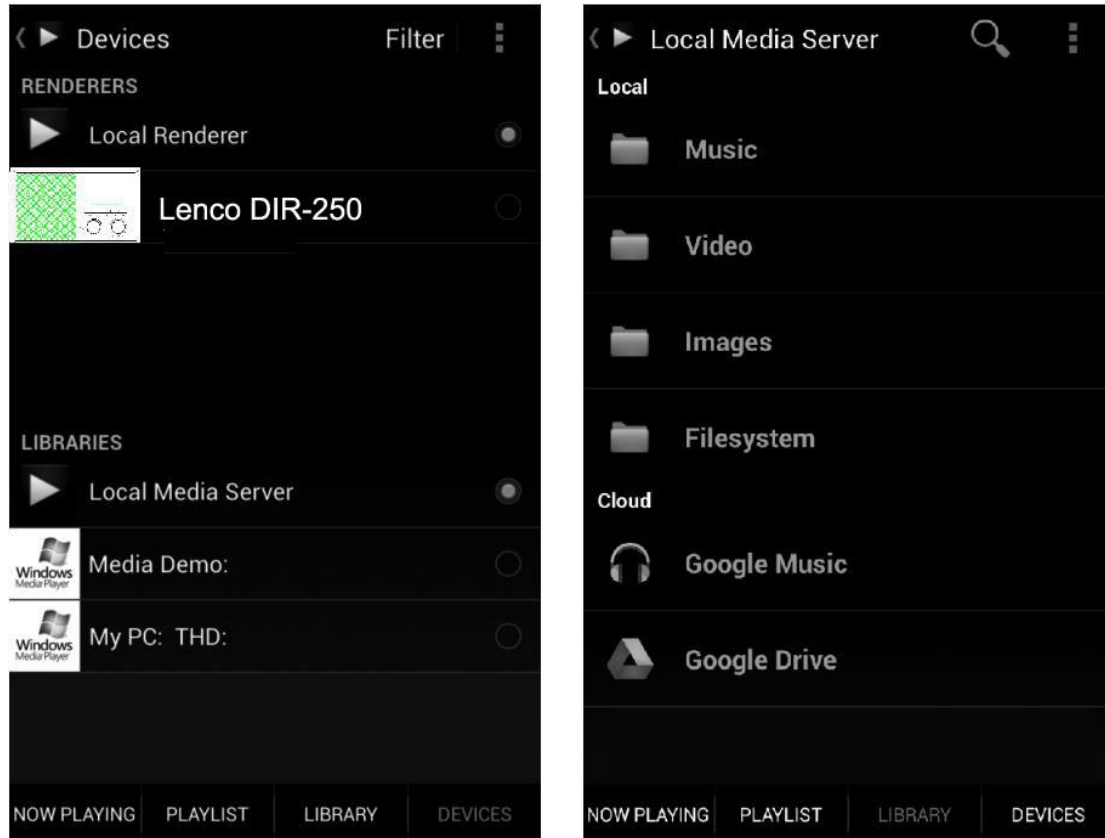 Devices
Filter
RENDERERS
Local Renderer
Lenco DIR-250
LIBRARIES
Local Media Server
Windows
Media Player
Media Demo:
Windows
Media Player
My PC: THD:
NOW PLAYING
PLAYLIST
LIBRARY
DEVICES
Local Media Server
Local
Music
Video
Images
Filesystem
Cloud
Google Music
Google Drive
NOW PLAYING
PLAYLIST
LIBRARY
DEVICES